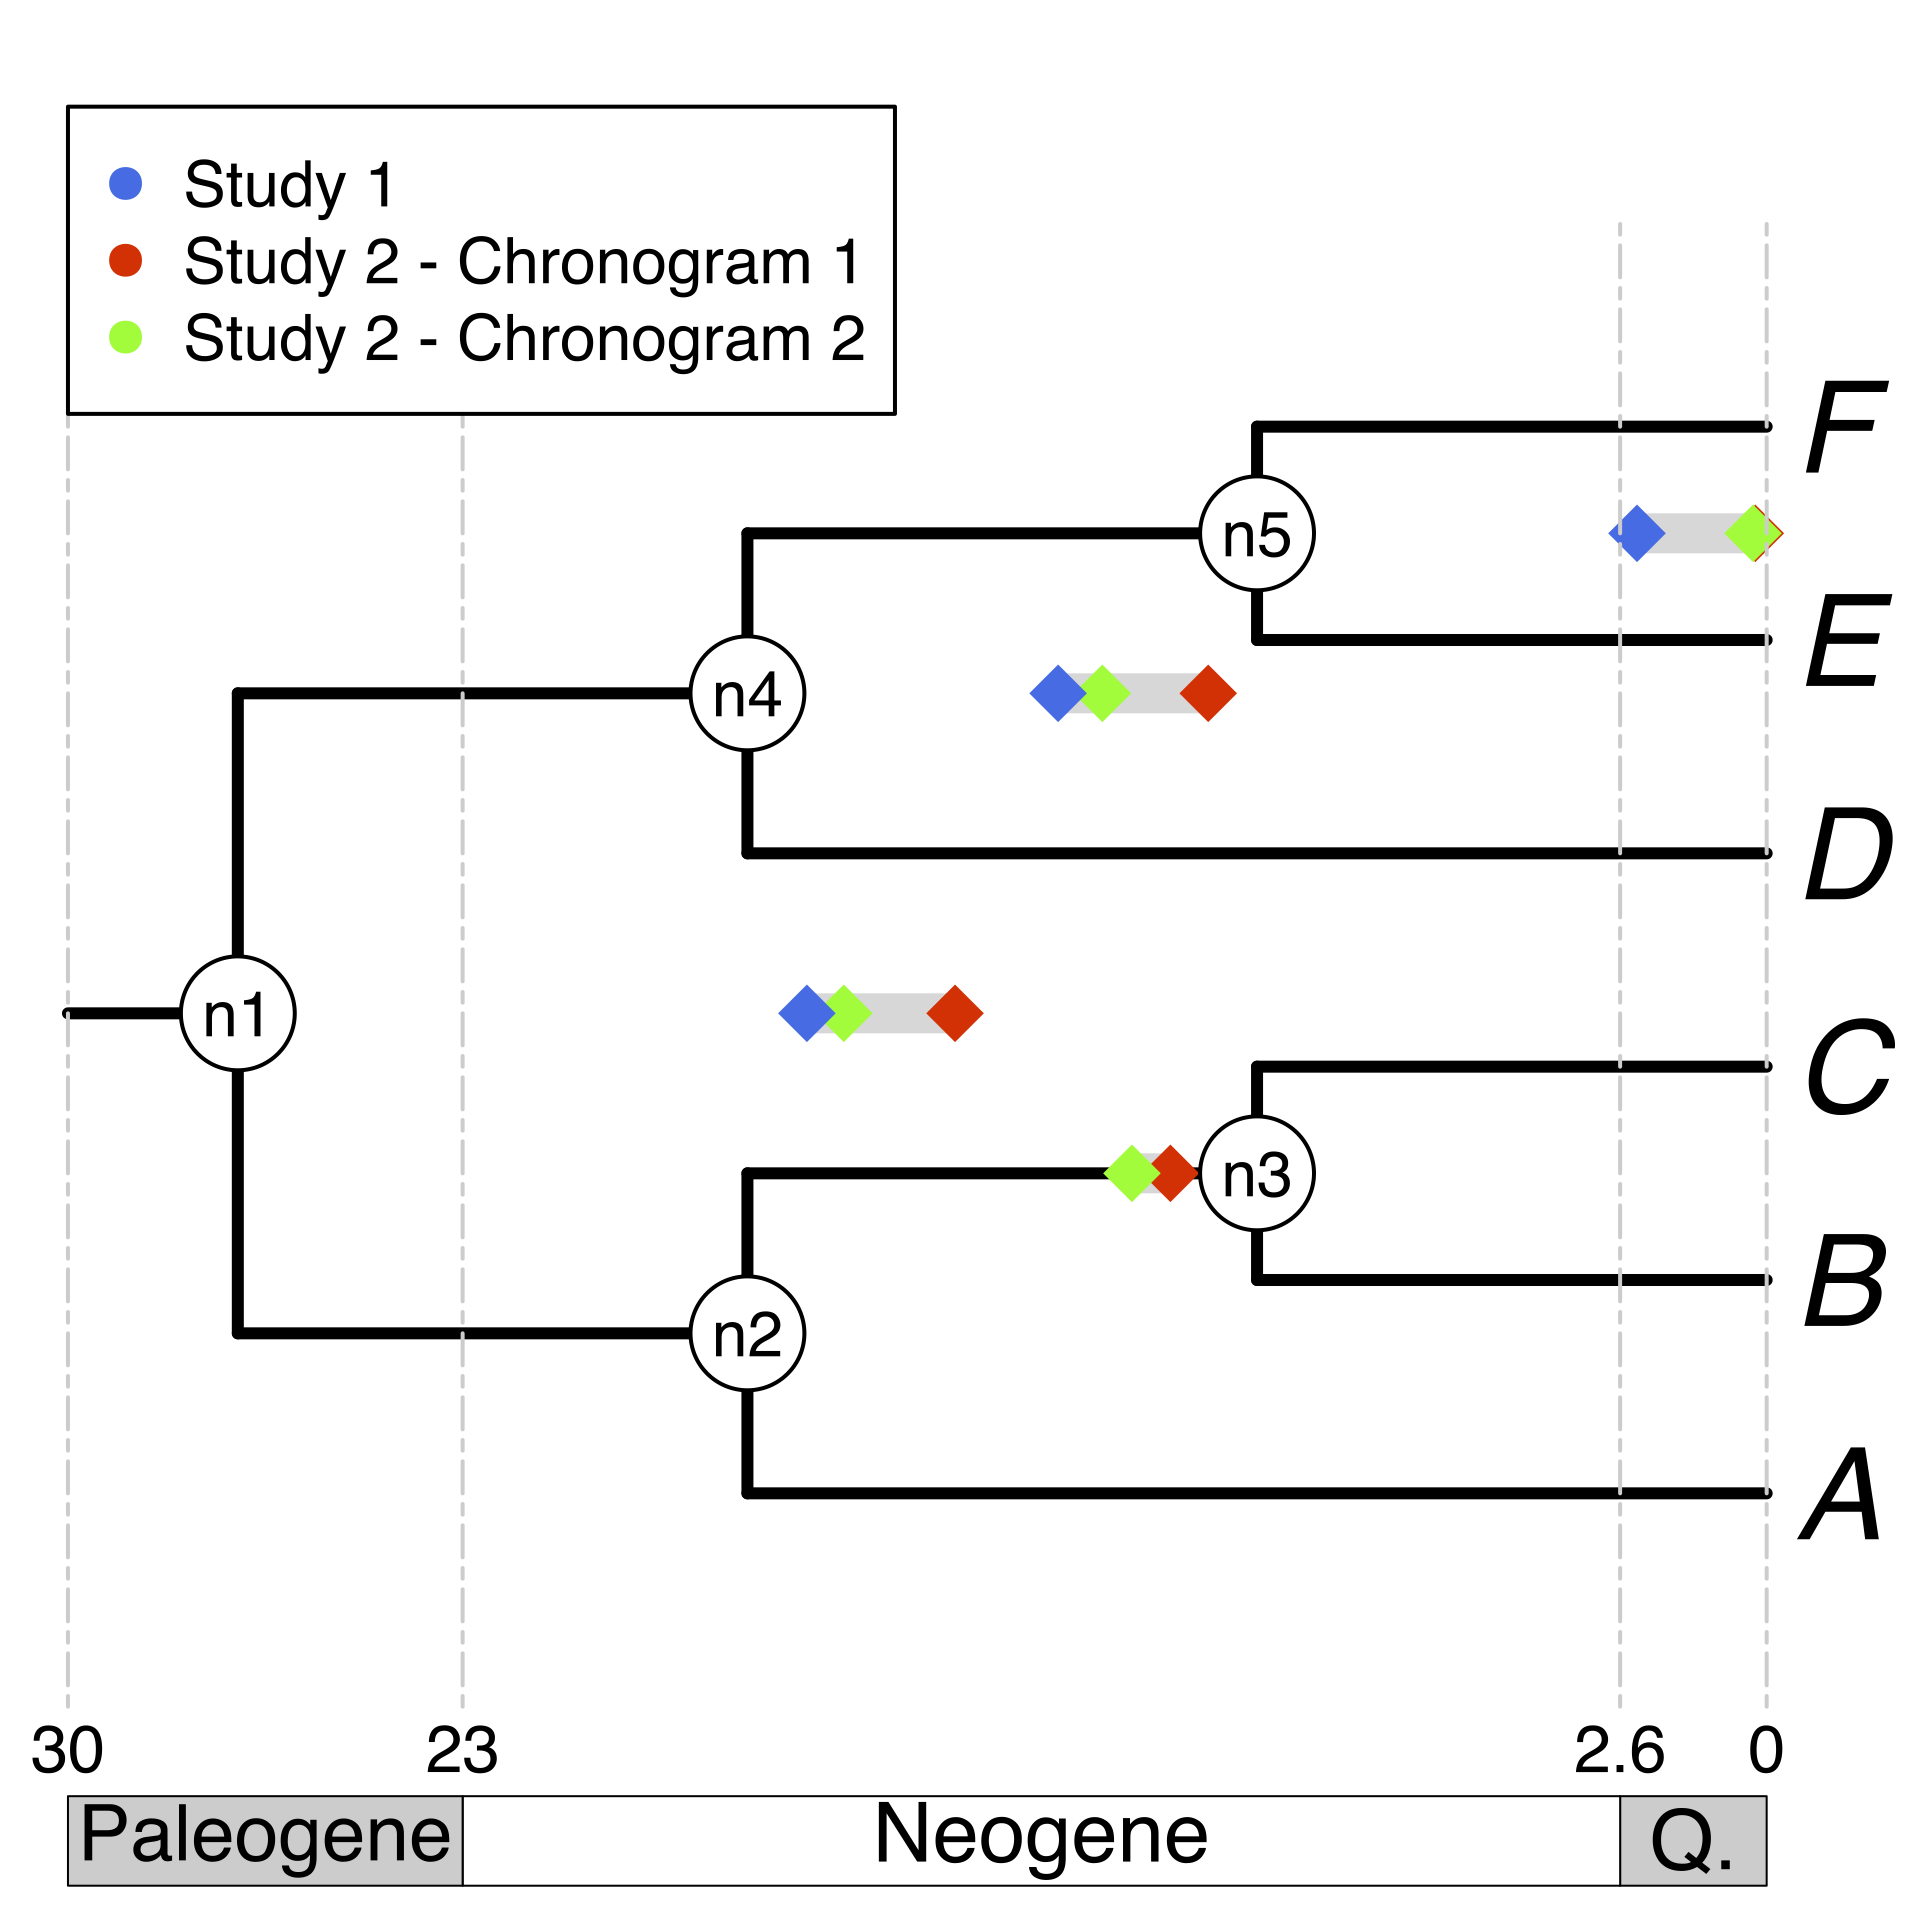 Study 1
Study 2 - Chronogram 1
Study 2 - Chronogram 2
F
n5
E
n4
D
n1
C
n3
B
n2
A
30 23 2.6 0
Paleogene Neogene Q.